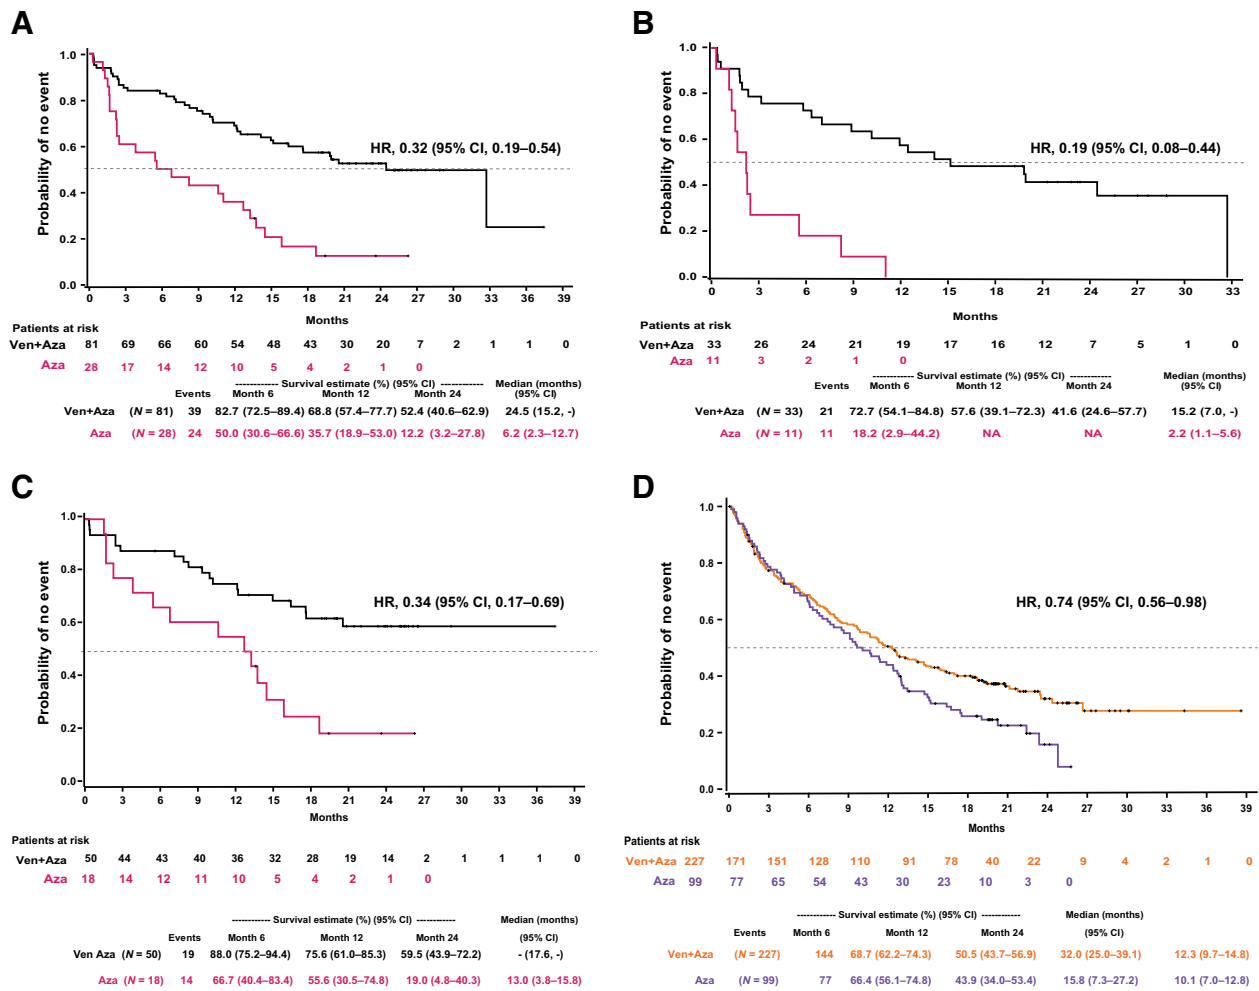 A
Probability of no event
1.0
0.8
0.6
0.4
0.2
0.0
HR, 0.32 (95% CI, 0.19–0.54)
0 3 6 9 12 15 18 21 24 27 30 33 36 39
Months
Patients at risk
Ven+Aza 81 69 66 60 54 48 43 30 20 7 2 1 1 0
Aza 28 17 14 12 10 5 4 2 1 0
------------ Survival estimate (%) (95% CI) ------------ Median (months)
Events Month 6 Month 12 Month 24 (95% CI)
Ven+Aza (N = 81) 39 82.7 (72.5–89.4) 68.8 (57.4–77.7) 52.4 (40.6–62.9) 24.5 (15.2, -)
Aza (N = 28) 24 50.0 (30.6–66.6) 35.7 (18.9–53.0) 12.2 (3.2–27.8) 6.2 (2.3–12.7)
B
Probability of no event
1.0
0.8
0.6
0.4
0.2
0.0
HR, 0.19 (95% CI, 0.08–0.44)
0 3 6 9 12 15 18 21 24 27 30 33
Months
Patients at risk
Ven+Aza 33 26 24 21 19 17 16 12 7 5 1 0
Aza 11 3 2 1 0
------------ Survival estimate (%) (95% CI) ------------ Median (months)
Events Month 6 Month 12 Month 24 (95% CI)
Ven+Aza (N = 33) 21 72.7 (54.1–84.8) 57.6 (39.1–72.3) 41.6 (24.6–57.7) 15.2 (7.0, -)
Aza (N = 11) 11 18.2 (2.9–44.2) NA NA 2.2 (1.1–5.6)
C
Probability of no event
1.0
0.8
0.6
0.4
0.2
0.0
HR, 0.34 (95% CI, 0.17–0.69)
0 3 6 9 12 15 18 21 24 27 30 33 36 39
Months
Patients at risk
Ven+Aza 50 44 43 40 36 32 28 19 14 2 1 1 1 0
Aza 18 14 12 11 10 5 4 2 1 0
------------ Survival estimate (%) (95% CI) ------------ Median (months)
Events Month 6 Month 12 Month 24 (95% CI)
Ven Aza (N = 50) 19 88.0 (75.2–94.4) 75.6 (61.0–85.3) 59.5 (43.9–72.2) - (17.6, -)
Aza (N = 18) 14 66.7 (40.4–83.4) 55.6 (30.5–74.8) 19.0 (4.8–40.3) 13.0 (3.8–15.8)
D
Probability of no event
1.0
0.8
0.6
0.4
0.2
0.0
HR, 0.74 (95% CI, 0.56–0.98)
0 3 6 9 12 15 18 21 24 27 30 33 36 39
Months
Patients at risk
Ven+Aza 227 171 151 128 110 91 78 40 22 9 4 2 1 0
Aza 99 77 65 54 43 30 23 10 3 0
------------ Survival estimate (%) (95% CI) ------------ Median (months)
Events Month 6 Month 12 Month 24 (95% CI)
Ven+Aza (N = 227) 144 68.7 (62.2–74.3) 50.5 (43.7–56.9) 32.0 (25.0–39.1) 12.3 (9.7–14.8)
Aza (N = 99) 77 66.4 (56.1–74.8) 43.9 (34.0–53.4) 15.8 (7.3–27.2) 10.1 (7.0–12.8)